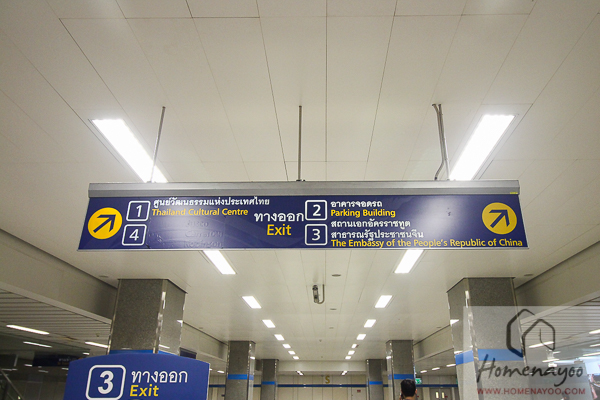 1 ศูนย์วัฒนธรรมแห่งประเทศไทย
Thailand Cultural Centre
4
ทางออก
Exit
2 อาคารจอดรถ
Parking Building
3 สถานเอกอัครราชทูต
สาธารณรัฐประชาชนจีน
The Embassy of the People's Republic of China
3 ทางออก
Exit
Homenayoo
WWW.HOMENAYOO.COM